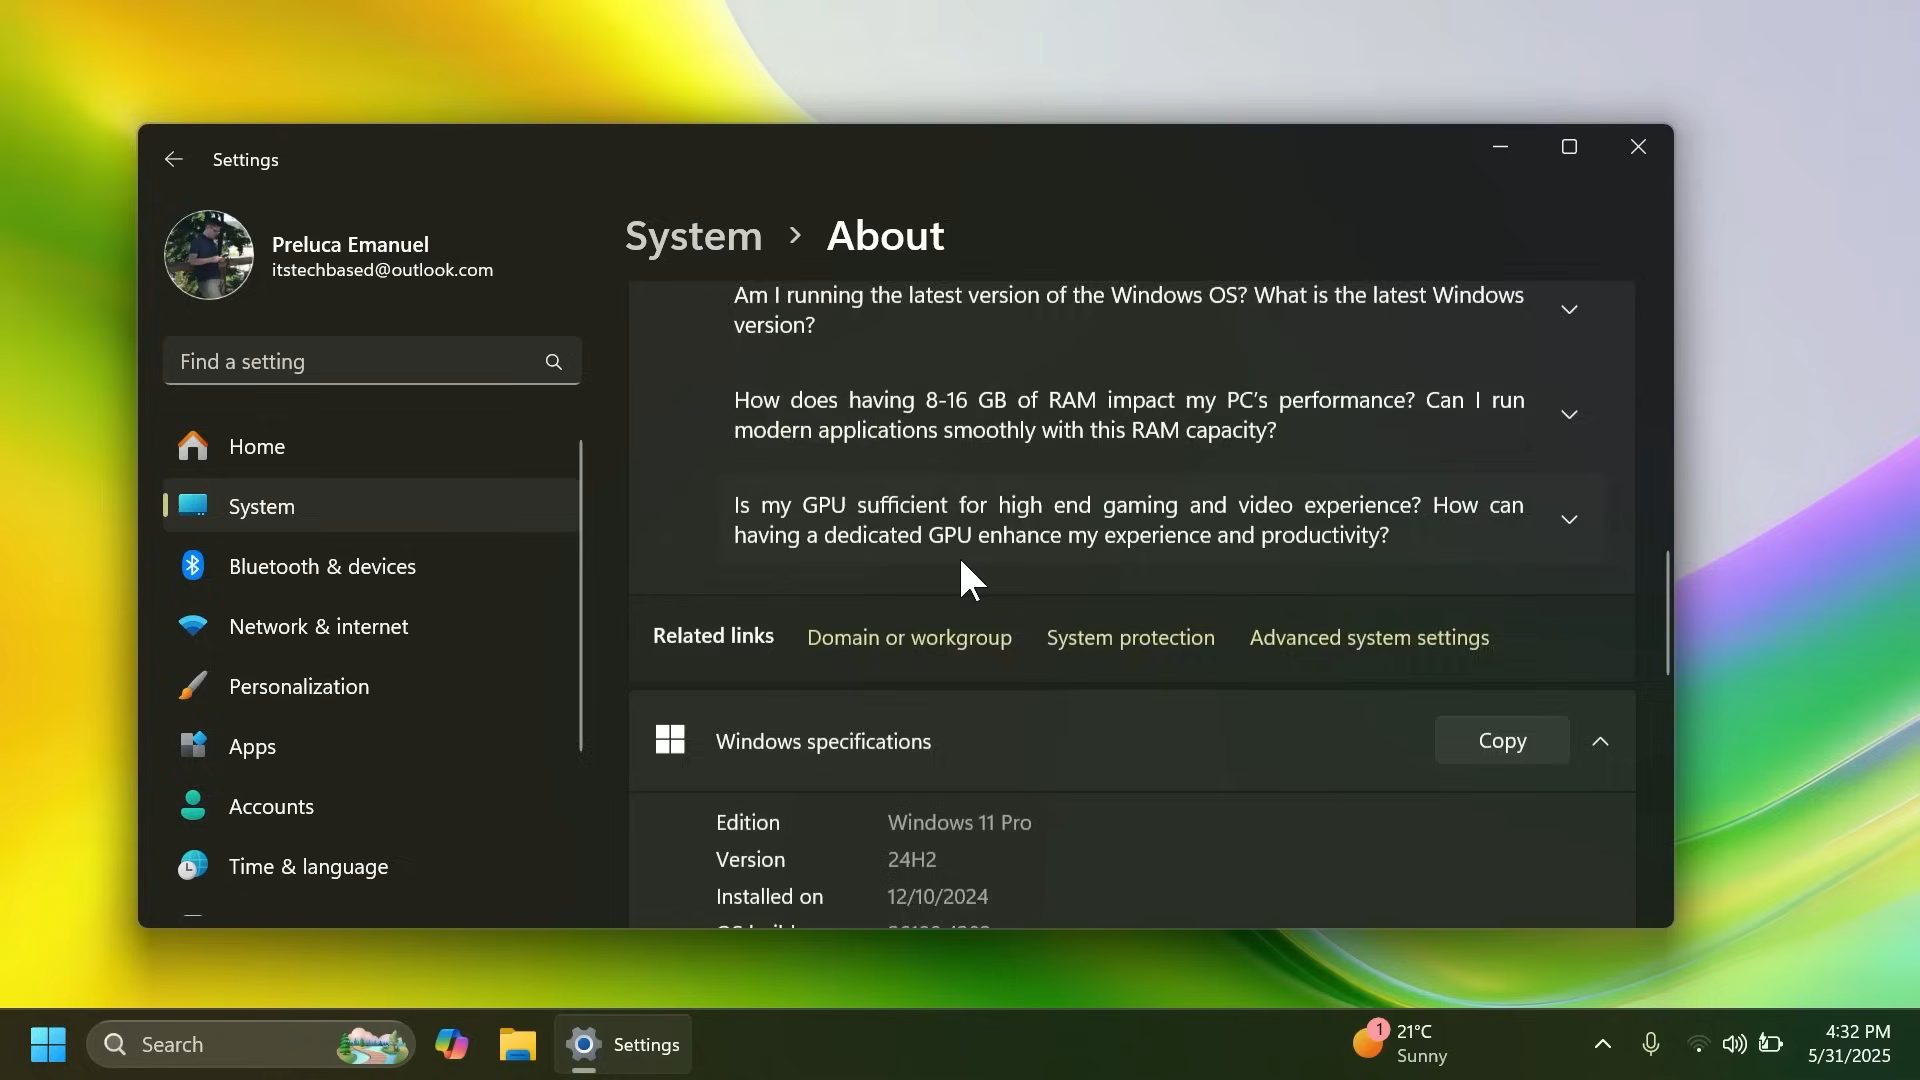 Settings
Preluca Emanuel
itstechbased@outlook.com
Find a setting
Home
System
Bluetooth & devices
Network & internet
Personalization
Apps
Accounts
Time & language
System > About
Am I running the latest version of the Windows OS? What is the latest Windows
version?
How does having 8-16 GB of RAM impact my PC's performance? Can I run
modern applications smoothly with this RAM capacity?
Is my GPU sufficient for high end gaming and video experience? How can
having a dedicated GPU enhance my experience and productivity?
Related links Domain or workgroup System protection Advanced system settings
Windows specifications Copy
Edition Windows 11 Pro
Version 24H2
Installed on 12/10/2024
Search
Settings
1
21°C
Sunny
4:32 PM
5/31/2025